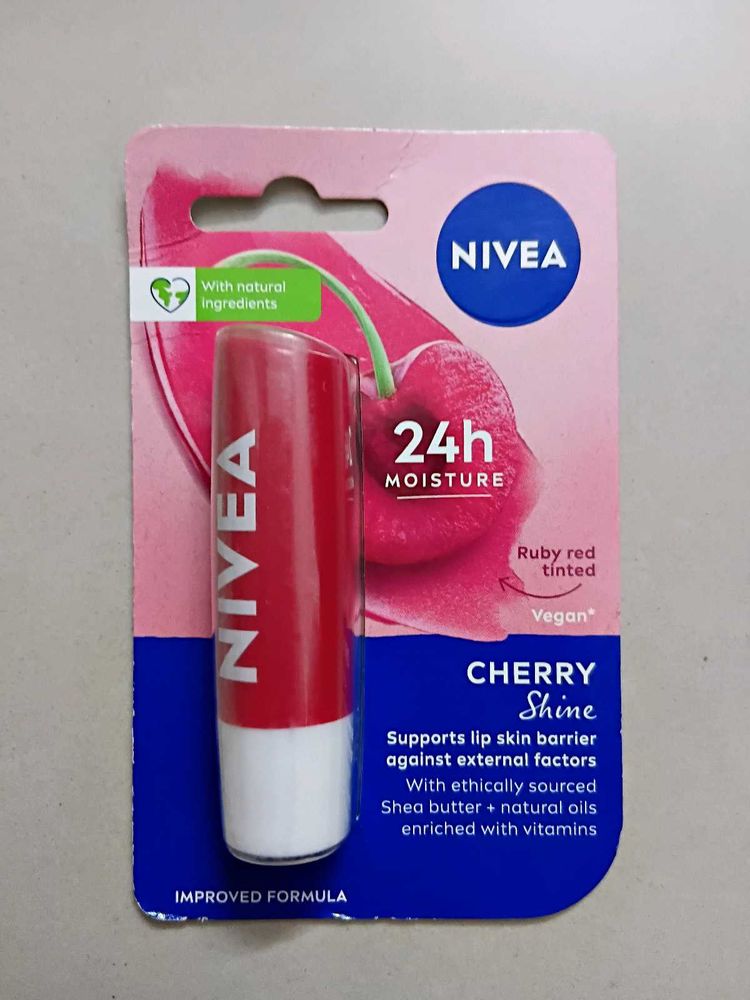 NIVEA
With natural
ingredients
NIVEA
24h
MOISTURE
Ruby red
tinted
Vegan*
CHERRY
Shine
Supports lip skin barrier
against external factors
With ethically sourced
Shea butter + natural oils
enriched with vitamins
IMPROVED FORMULA